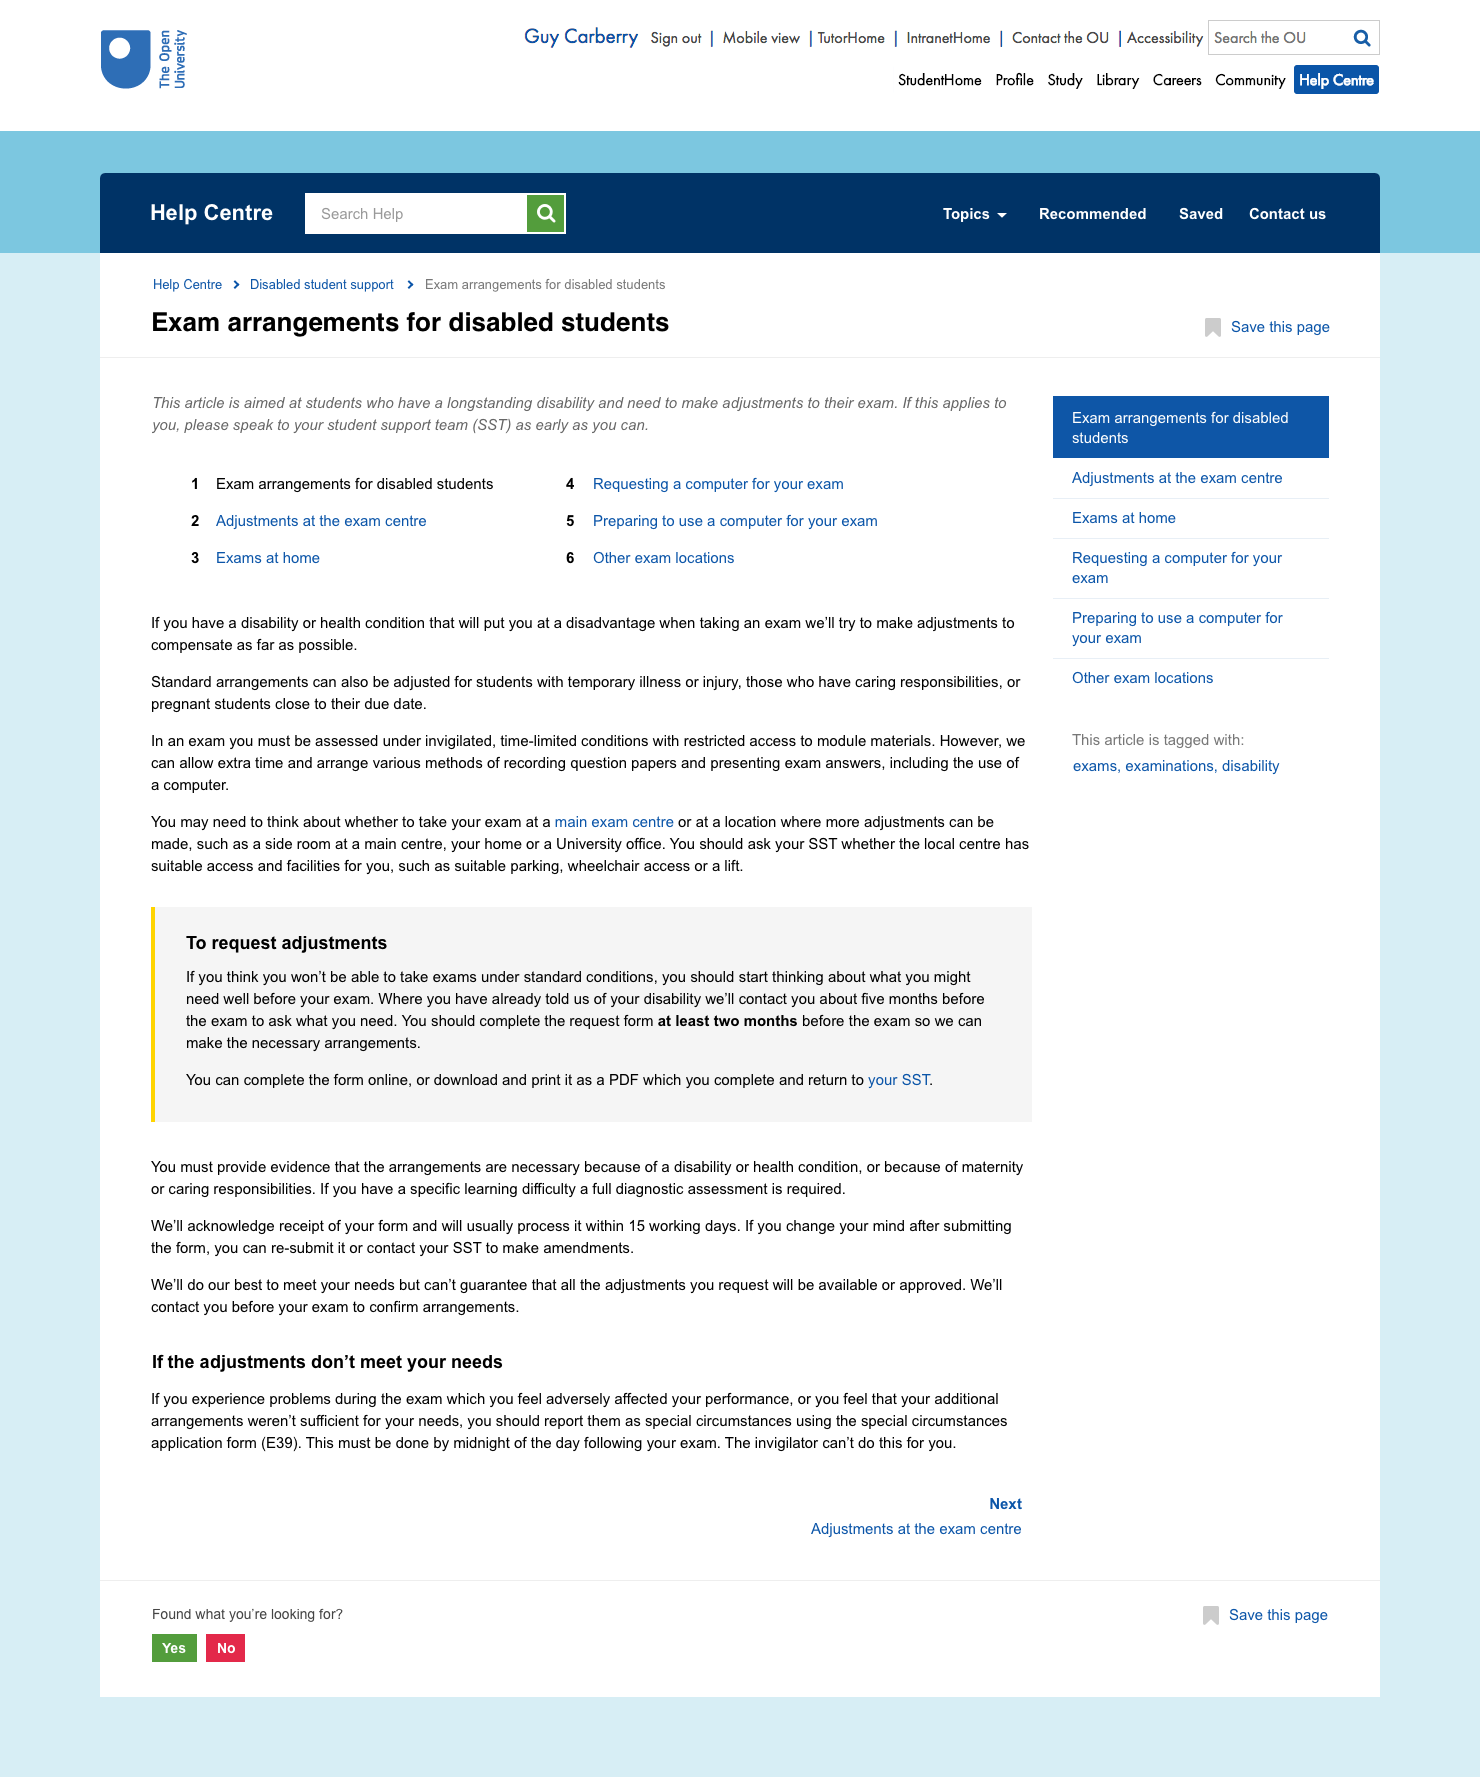 The Open
University
Guy Carberry Sign out | Mobile view | TutorHome | IntranetHome | Contact the OU | Accessibility Search the OU
StudentHome Profile Study Library Careers Community Help Centre
Help Centre Search Help Topics Recommended Saved Contact us
Help Centre Disabled student support Exam arrangements for disabled students
Exam arrangements for disabled students
Save this page
This article is aimed at students who have a longstanding disability and need to make adjustments to their exam. If this applies to
you, please speak to your student support team (SST) as early as you can.
1 Exam arrangements for disabled students
2 Adjustments at the exam centre
3 Exams at home
4 Requesting a computer for your exam
5 Preparing to use a computer for your exam
6 Other exam locations
If you have a disability or health condition that will put you at a disadvantage when taking an exam we’ll try to make adjustments to
compensate as far as possible.
Standard arrangements can also be adjusted for students with temporary illness or injury, those who have caring responsibilities, or
pregnant students close to their due date.
In an exam you must be assessed under invigilated, time-limited conditions with restricted access to module materials. However, we
can allow extra time and arrange various methods of recording question papers and presenting exam answers, including the use of
a computer.
You may need to think about whether to take your exam at a main exam centre or at a location where more adjustments can be
made, such as a side room at a main centre, your home or a University office. You should ask your SST whether the local centre has
suitable access and facilities for you, such as suitable parking, wheelchair access or a lift.
To request adjustments
If you think you won’t be able to take exams under standard conditions, you should start thinking about what you might
need well before your exam. Where you have already told us of your disability we’ll contact you about five months before
the exam to ask what you need. You should complete the request form at least two months before the exam so we can
make the necessary arrangements.
You can complete the form online, or download and print it as a PDF which you complete and return to your SST.
You must provide evidence that the arrangements are necessary because of a disability or health condition, or because of maternity
or caring responsibilities. If you have a specific learning difficulty a full diagnostic assessment is required.
We’ll acknowledge receipt of your form and will usually process it within 15 working days. If you change your mind after submitting
the form, you can re-submit it or contact your SST to make amendments.
We’ll do our best to meet your needs but can’t guarantee that all the adjustments you request will be available or approved. We’ll
contact you before your exam to confirm arrangements.
If the adjustments don’t meet your needs
If you experience problems during the exam which you feel adversely affected your performance, or you feel that your additional
arrangements weren’t sufficient for your needs, you should report them as special circumstances using the special circumstances
application form (E39). This must be done by midnight of the day following your exam. The invigilator can’t do this for you.
Next
Adjustments at the exam centre
Exam arrangements for disabled
students
Adjustments at the exam centre
Exams at home
Requesting a computer for your
exam
Preparing to use a computer for
your exam
Other exam locations
This article is tagged with:
exams, examinations, disability
Found what you’re looking for?
Yes No
Save this page